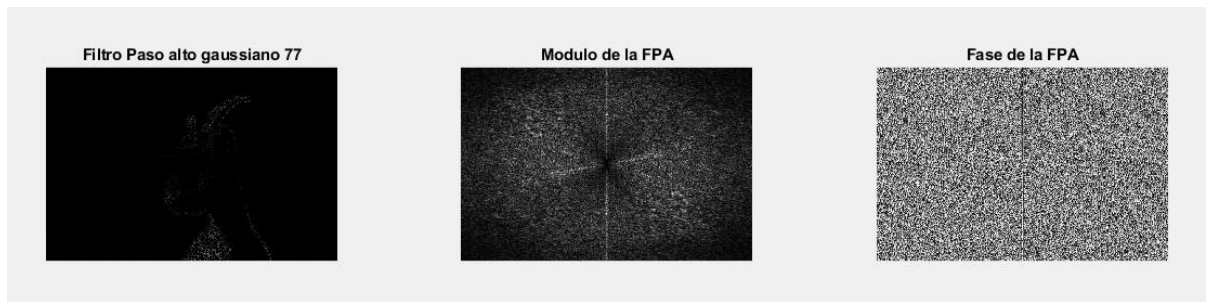 Filtro Paso alto gaussiano 77
Modulo de la FPA
Fase de la FPA